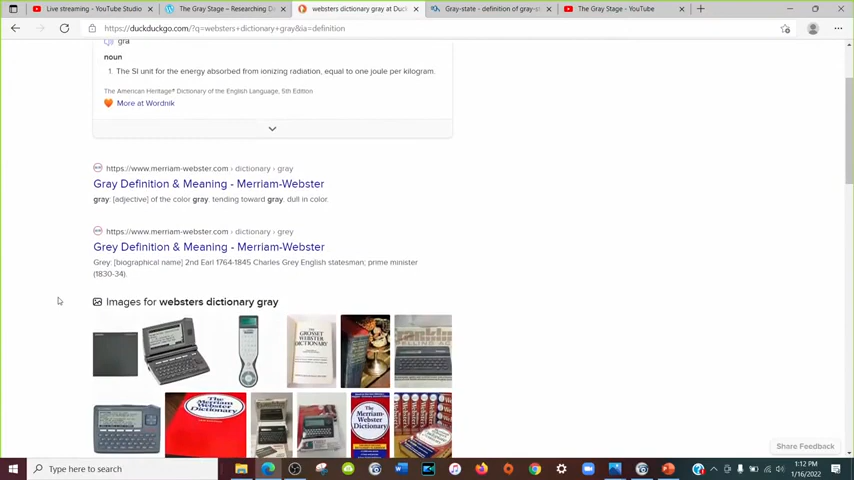 Live streaming - YouTube Studio
The Gray Stage – Researching D
websters dictionary gray at Duc
Gray-state - definition of gray-s
The Gray Stage - YouTube
https://duckduckgo.com/?q=websters+dictionary+gray&ia=definition
gra
noun
1. The SI unit for the energy absorbed from ionizing radiation, equal to one joule per kilogram.
The American Heritage® Dictionary of the English Language, 5th Edition
More at Wordnik
https://www.merriam-webster.com › dictionary › gray
Gray Definition & Meaning - Merriam-Webster
gray: [adjective] of the color gray. tending toward gray. dull in color.
https://www.merriam-webster.com › dictionary › grey
Grey Definition & Meaning - Merriam-Webster
Grey: [biographical name] 2nd Earl 1764-1845 Charles Grey English statesman; prime minister
(1830-34).
Images for websters dictionary gray
THE
GROSSET
WEBSTER
DICTIONARY
The
Merriam-
Webster
Dictionary
The
Merriam-
Webster
Dictionary
Share Feedback
Type here to search
1:12 PM
1/16/2022